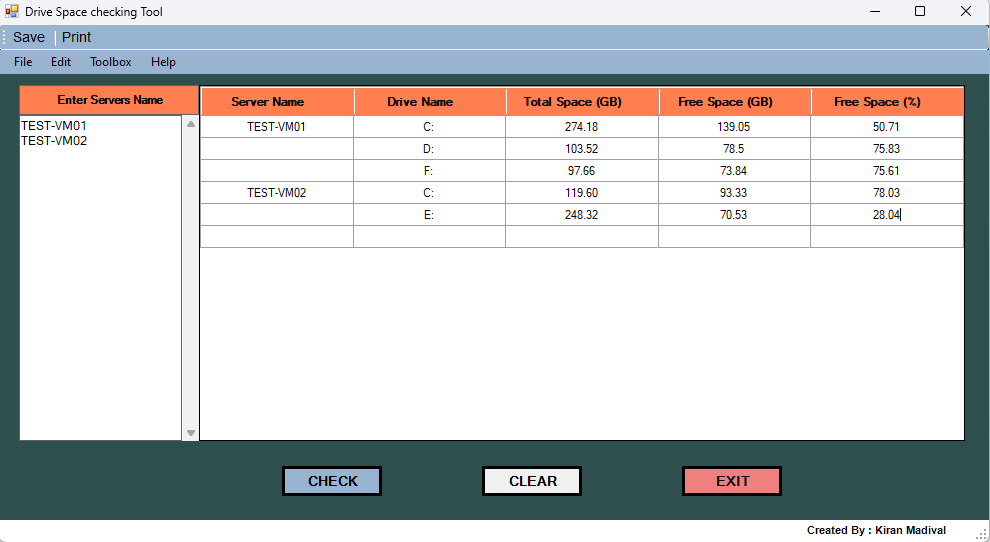 Drive Space checking Tool
Save Print
File Edit Toolbox Help
Enter Servers Name
TEST-VM01
TEST-VM02
Server Name Drive Name Total Space (GB) Free Space (GB) Free Space (%)
TEST-VM01 C: 274.18 139.05 50.71
D: 103.52 78.5 75.83
F: 97.66 73.84 75.61
TEST-VM02 C: 119.60 93.33 78.03
E: 248.32 70.53 28.04
CHECK CLEAR EXIT
Created By : Kiran Madival